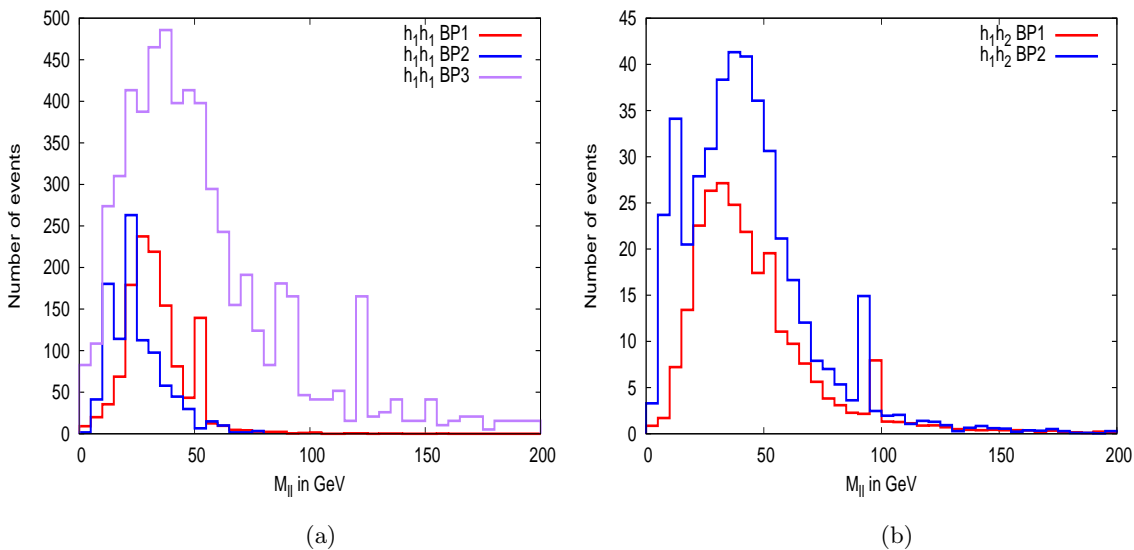 500
450
400
350
300
250
200
150
100
50
0
Number of events
h₁h₁ BP1
h₁h₁ BP2
h₁h₁ BP3
0 50 100 150 200
M_ll in GeV
(a)
45
40
35
30
25
20
15
10
5
0
Number of events
h₁h₂ BP1
h₁h₂ BP2
0 50 100 150 200
M_ll in GeV
(b)